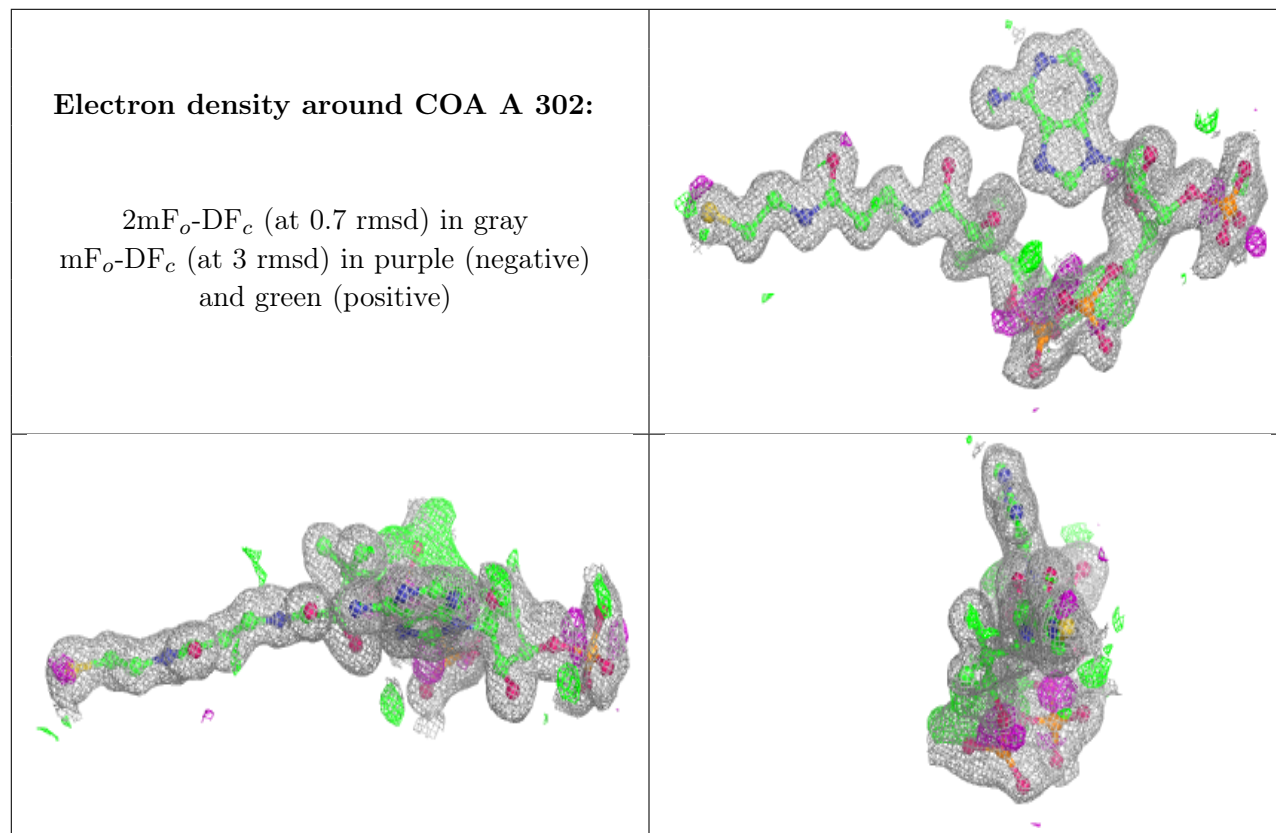 Electron density around COA A 302:
2mFo-DFc (at 0.7 rmsd) in gray
mFo-DFc (at 3 rmsd) in purple (negative)
and green (positive)